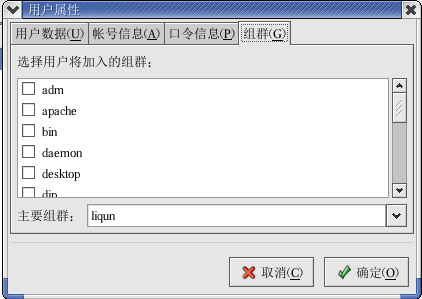 用户属性
用户数据(U) 帐号信息(A) 口令信息(P) 组群(G)
选择用户将加入的组群：
adm
apache
bin
daemon
desktop
dip
主要组群： liqun
取消(C) 确定(O)